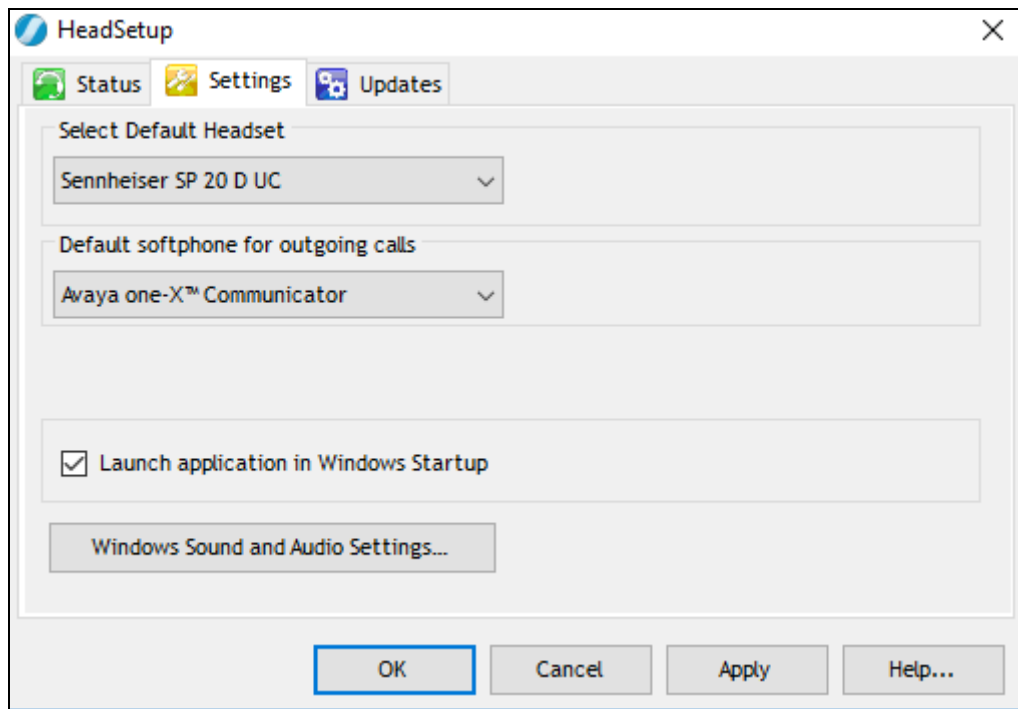 HeadSetup
Status Settings Updates
Select Default Headset
Sennheiser SP 20 D UC
Default softphone for outgoing calls
Avaya one-X™ Communicator
Launch application in Windows Startup
Windows Sound and Audio Settings...
OK Cancel Apply Help...